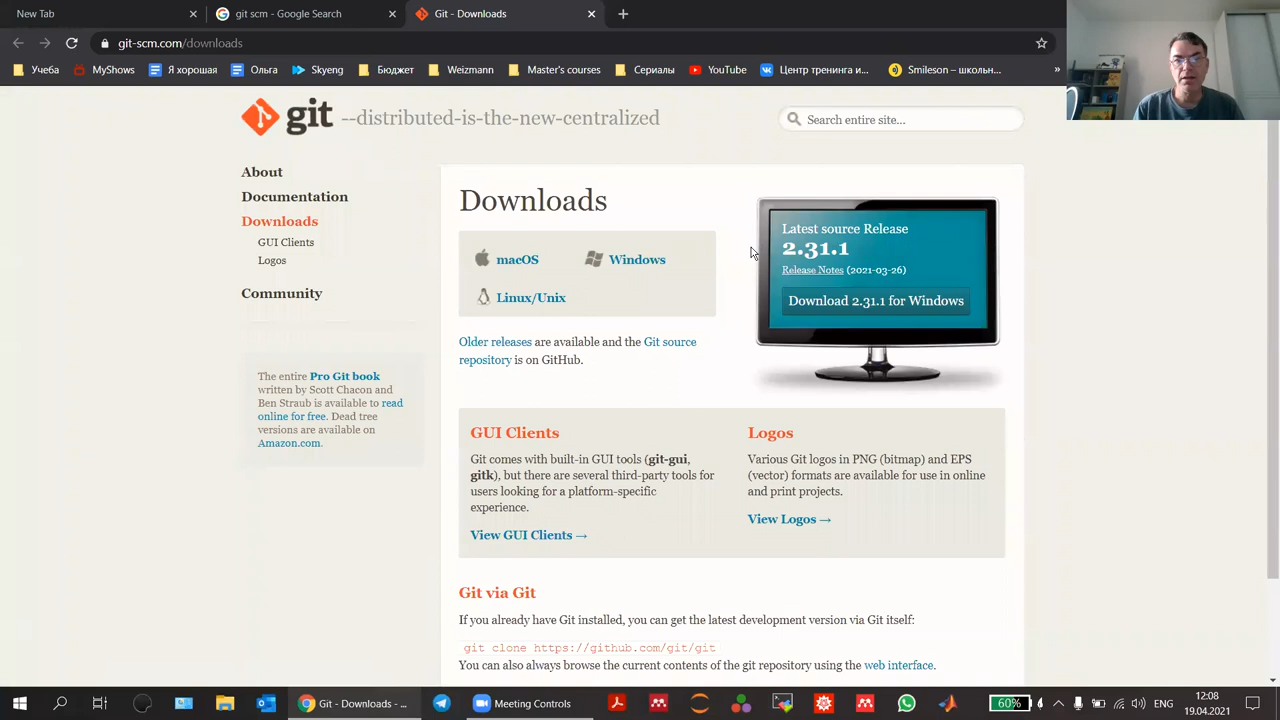 New Tab
git scm - Google Search
Git - Downloads
git-scm.com/downloads
Учеба
MyShows
Я хорошая
Ольга
Skyeng
Бюджет
Wellmann
Master's courses
Сериалы
YouTube
Центр тренинга и...
Smileson — школьн...
»
git --distributed-is-the-new-centralized
Search entire site...
About
Documentation
Downloads
GUI Clients
Logos
Community
The entire Pro Git book
written by Scott Chacon and
Ben Straub is available to read
online for free. Dead tree
versions are available on
Amazon.com.
Downloads
macOS
Windows
Linux/Unix
Older releases are available and the Git source
repository is on GitHub.
Latest source Release
2.31.1
Release Notes (2021-03-26)
Download 2.31.1 for Windows
GUI Clients
Git comes with built-in GUI tools (git-gui,
gitk), but there are several third-party tools for
users looking for a platform-specific
experience.
View GUI Clients →
Logos
Various Git logos in PNG (bitmap) and EPS
(vector) formats are available for use in online
and print projects.
View Logos →
Git via Git
If you already have Git installed, you can get the latest development version via Git itself:
git clone https://github.com/git/git
You can also always browse the current contents of the git repository using the web interface.
Git - Downloads - ...
Meeting Controls
60%
ENG
12:08
19.04.2021